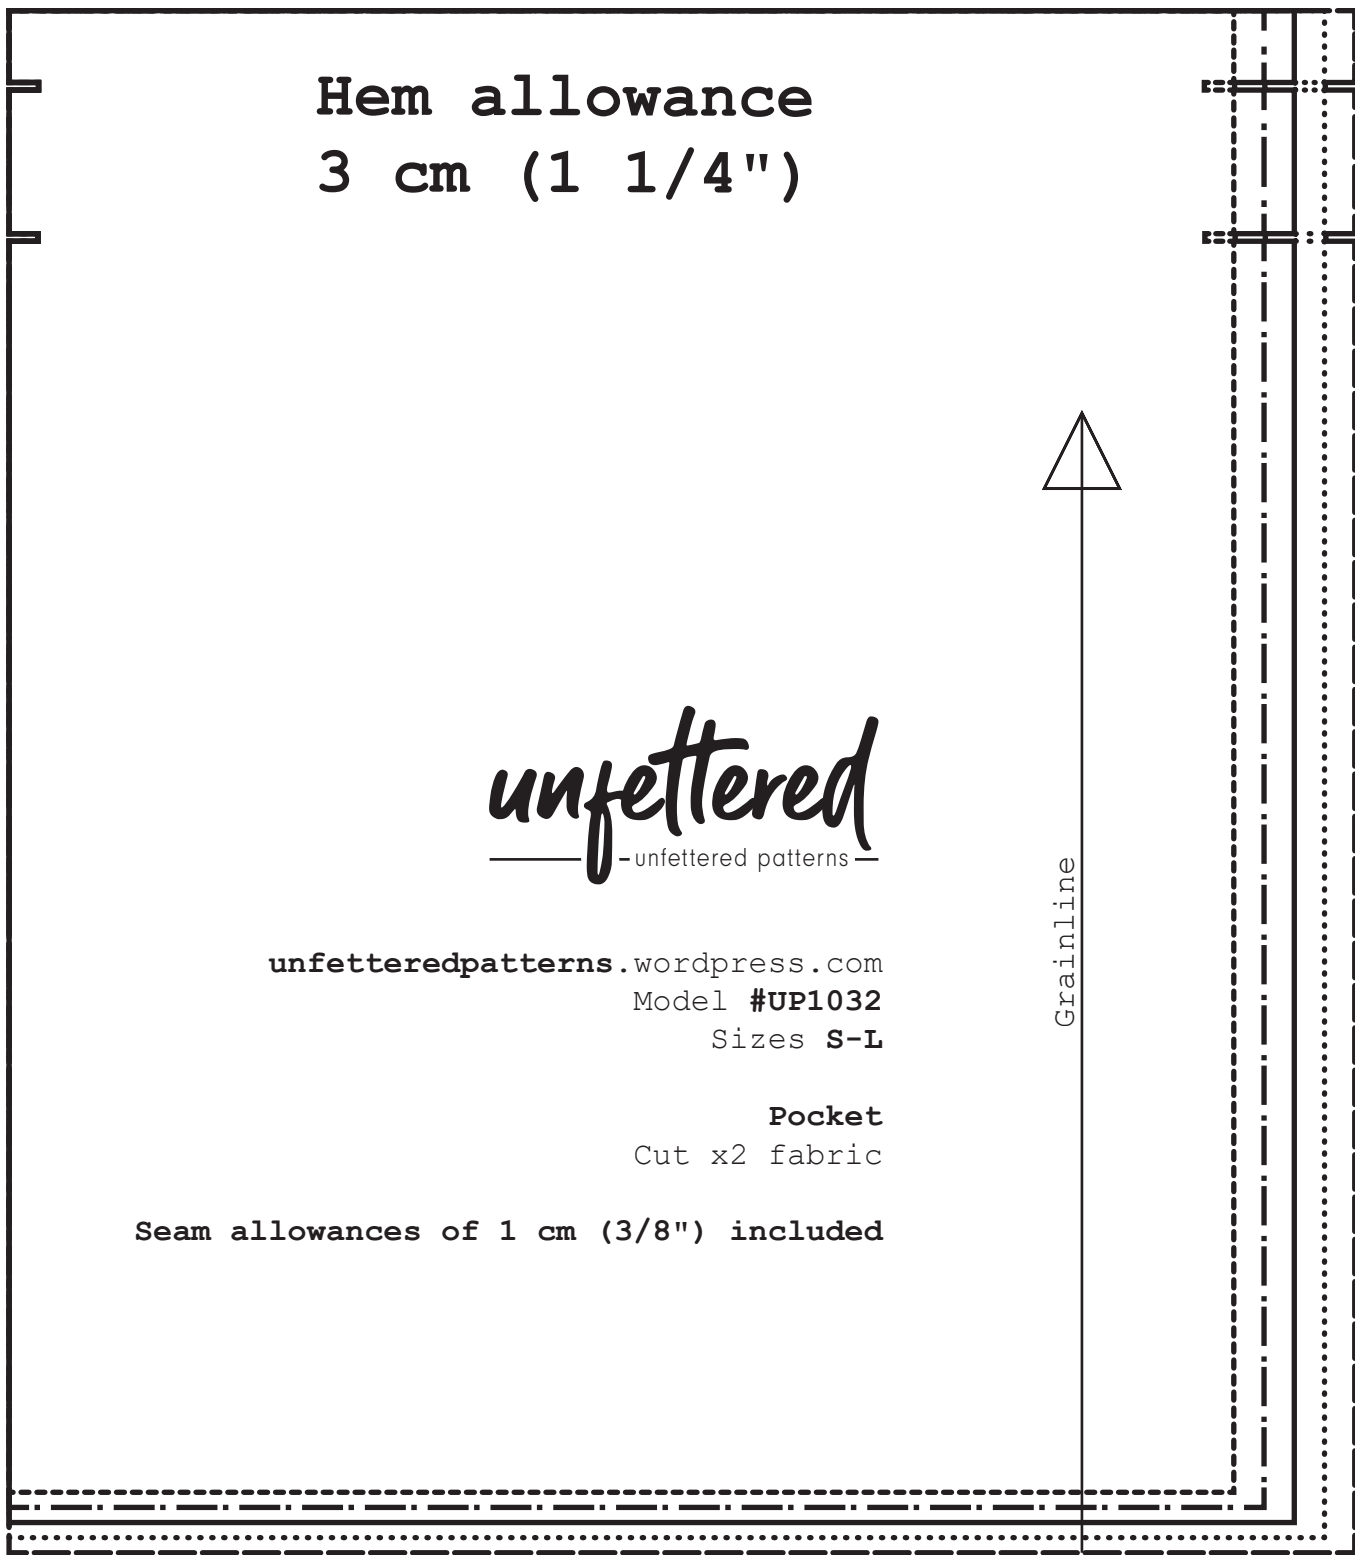 Hem allowance
3 cm (1 1/4")
unfettered
unfettered patterns
Grainline
unfetteredpatterns.wordpress.com
Model #UP1032
Sizes S-L
Pocket
Cut x2 fabric
Seam allowances of 1 cm (3/8") included